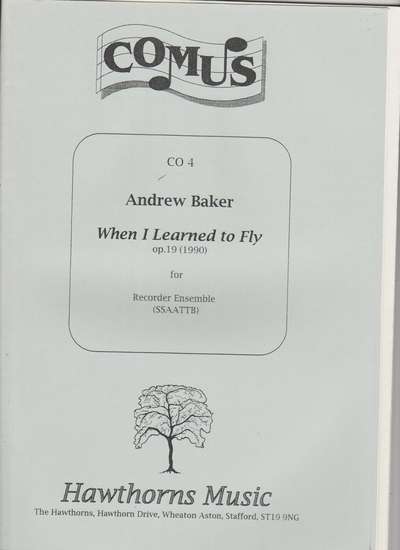 COMUS
CO 4
Andrew Baker
When I Learned to Fly
op.19 (1990)
for
Recorder Ensemble
(SSAATTB)
Hawthorns Music
The Hawthorns, Hawthorn Drive, Wheaton Aston, Stafford, ST19 9NG